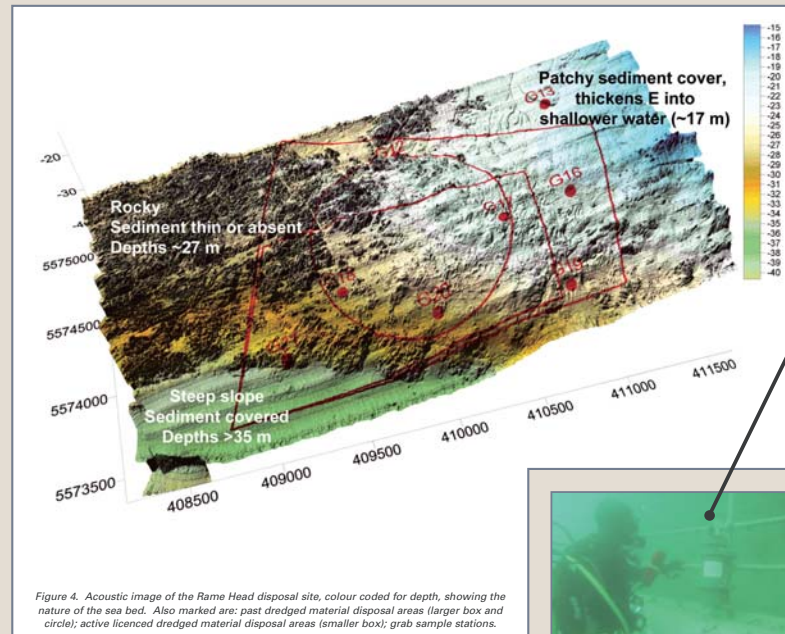 Patchy sediment cover,
thickens E into
shallower water (~17 m)
G13
G16
Rocky
Sediment thin or absent
Depths ~27 m
G19
Steep slope
Sediment covered
Depths >35 m
-20
-30
5575000
5574500
5574000
5573500
408500
409000
409500
410000
410500
411000
411500
-15
-16
-17
-18
-19
-20
-21
-22
-23
-24
-25
-26
-27
-28
-29
-30
-31
-32
-33
-34
-35
-36
-37
-38
-39
-40
Figure 4. Acoustic image of the Rame Head disposal site, colour coded for depth, showing the
nature of the sea bed. Also marked are: past dredged material disposal areas (larger box and
circle); active licenced dredged material disposal areas (smaller box); grab sample stations.